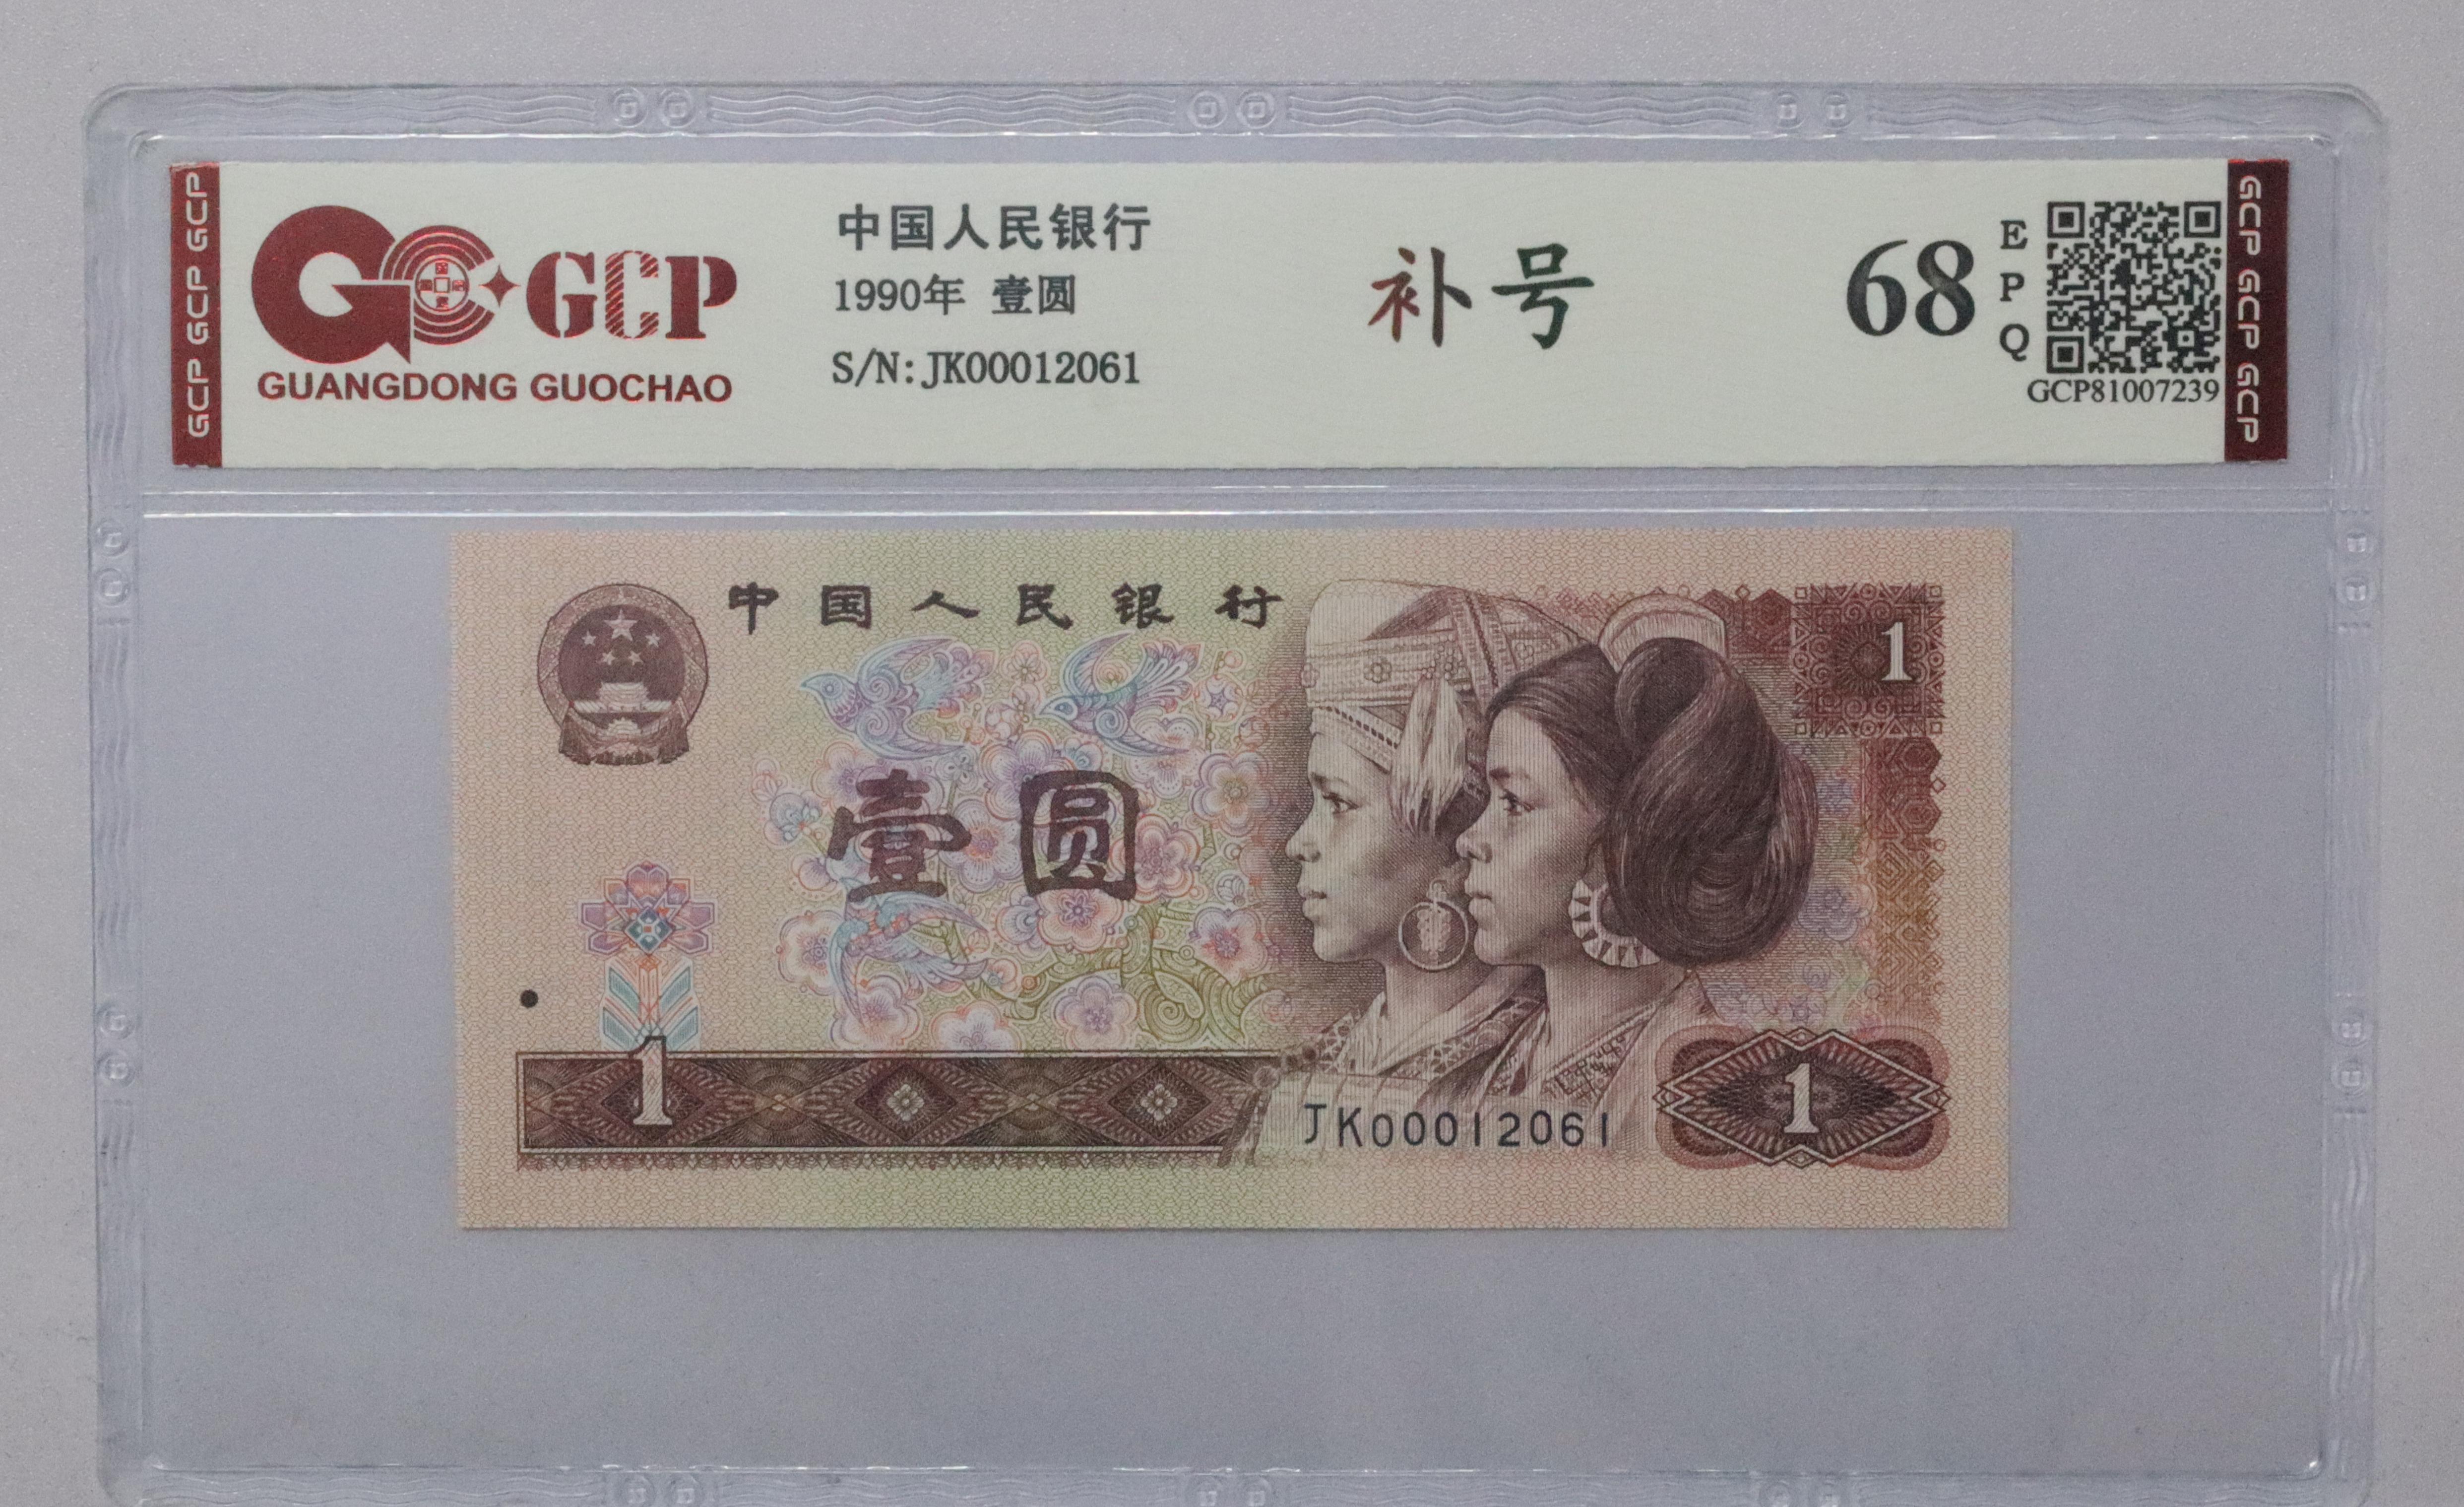 GCP GCP GCP
GCP
GUANGDONG GUOCHAO
中国人民银行
1990年 壹圆
S/N:JK00012061
补号
68
EPQ
GCP81007239
GCP GCP GCP
中国人民银行
1
壹圆
1
JK00012061
1